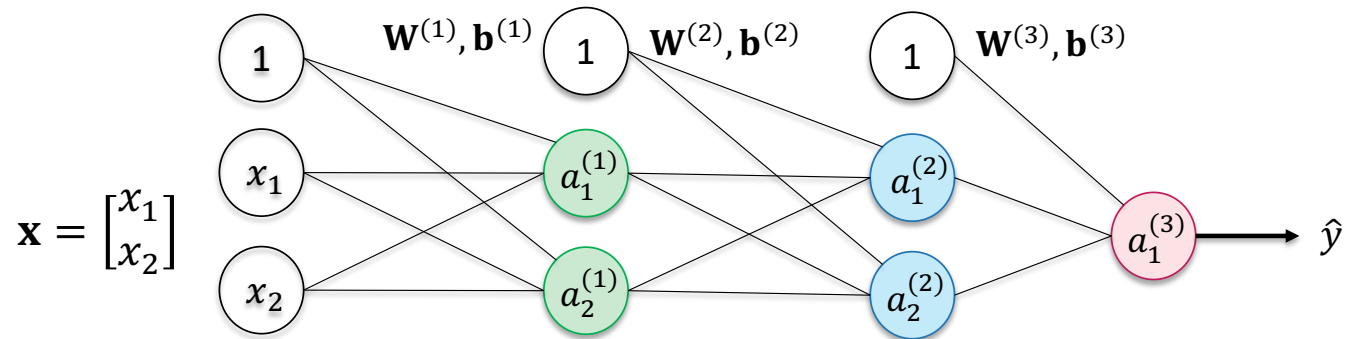 1 𝐖⁽¹⁾, 𝐛⁽¹⁾ 1 𝐖⁽²⁾, 𝐛⁽²⁾ 1 𝐖⁽³⁾, 𝐛⁽³⁾
x₁ a₁⁽¹⁾ a₁⁽²⁾
𝐱 = [x₁ x₂] a₁⁽³⁾ ŷ
x₂ a₂⁽¹⁾ a₂⁽²⁾